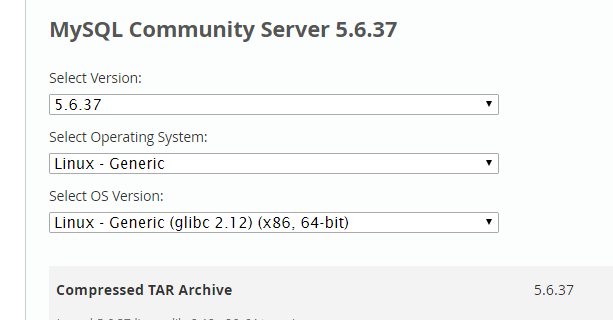 MySQL Community Server 5.6.37
Select Version:
5.6.37
Select Operating System:
Linux - Generic
Select OS Version:
Linux - Generic (glibc 2.12) (x86, 64-bit)
Compressed TAR Archive 5.6.37